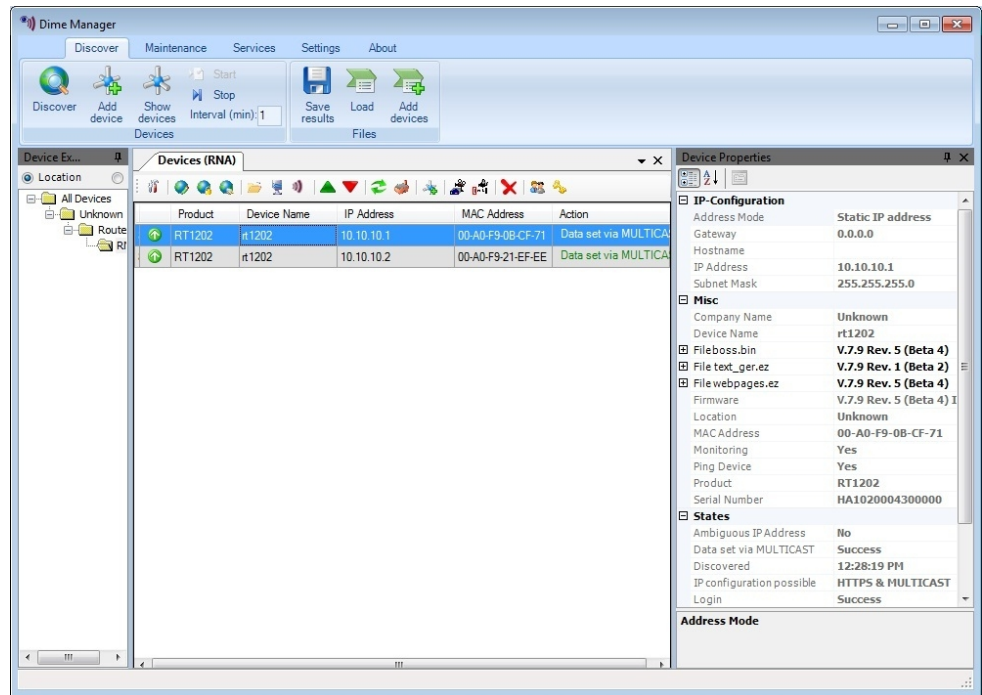 Dime Manager
Discover Maintenance Services Settings About
Discover
Add device
Show devices
Start
Stop
Interval (min): 1
Devices
Save results
Load
Add devices
Files
Device Ex...
Location
All Devices
Unknown
Route
Devices (RNA)
Product Device Name IP Address MAC Address Action
RT1202 rt1202 10.10.10.1 00-A0-F9-0B-CF-71 Data set via MULTICA
RT1202 rt1202 10.10.10.2 00-A0-F9-21-EF-EE Data set via MULTICA
Device Properties
IP-Configuration
Address Mode Static IP address
Gateway 0.0.0.0
Hostname
IP Address 10.10.10.1
Subnet Mask 255.255.255.0
Misc
Company Name Unknown
Device Name rt1202
Fileboss.bin V.7.9 Rev. 5 (Beta 4)
File text_ger.ez V.7.9 Rev. 1 (Beta 2)
File webpages.ez V.7.9 Rev. 5 (Beta 4)
Firmware V.7.9 Rev. 5 (Beta 4) I
Location Unknown
MAC Address 00-A0-F9-0B-CF-71
Monitoring Yes
Ping Device Yes
Product RT1202
Serial Number HA1020004300000
States
Ambiguous IP Address No
Data set via MULTICAST Success
Discovered 12:28:19 PM
IP configuration possible HTTPS & MULTICAST
Login Success
Address Mode